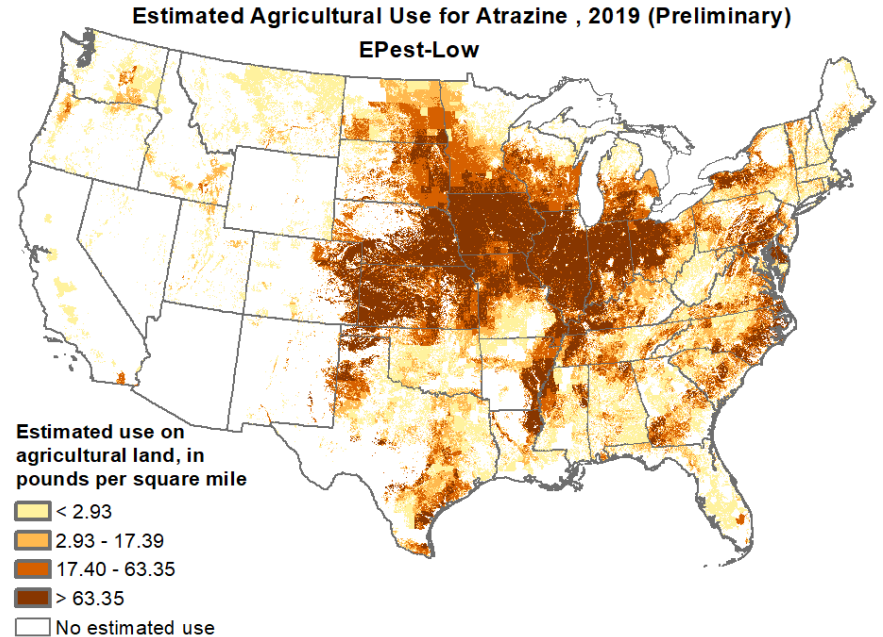 Estimated Agricultural Use for Atrazine , 2019 (Preliminary)
EPest-Low
Estimated use on
agricultural land, in
pounds per square mile
< 2.93
2.93 - 17.39
17.40 - 63.35
> 63.35
No estimated use